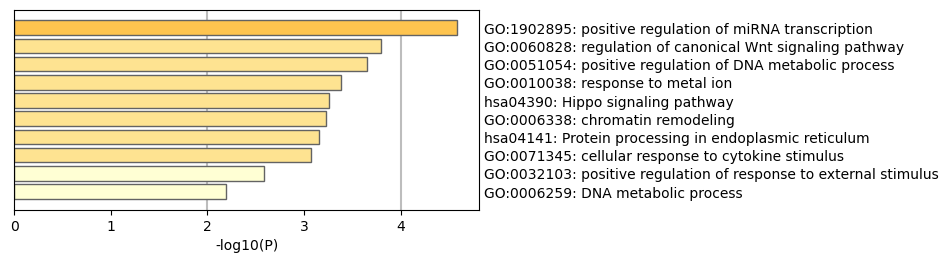 GO:1902895: positive regulation of miRNA transcription
GO:0060828: regulation of canonical Wnt signaling pathway
GO:0051054: positive regulation of DNA metabolic process
GO:0010038: response to metal ion
hsa04390: Hippo signaling pathway
GO:0006338: chromatin remodeling
hsa04141: Protein processing in endoplasmic reticulum
GO:0071345: cellular response to cytokine stimulus
GO:0032103: positive regulation of response to external stimulus
GO:0006259: DNA metabolic process
0 1 2 3 4
-log10(P)